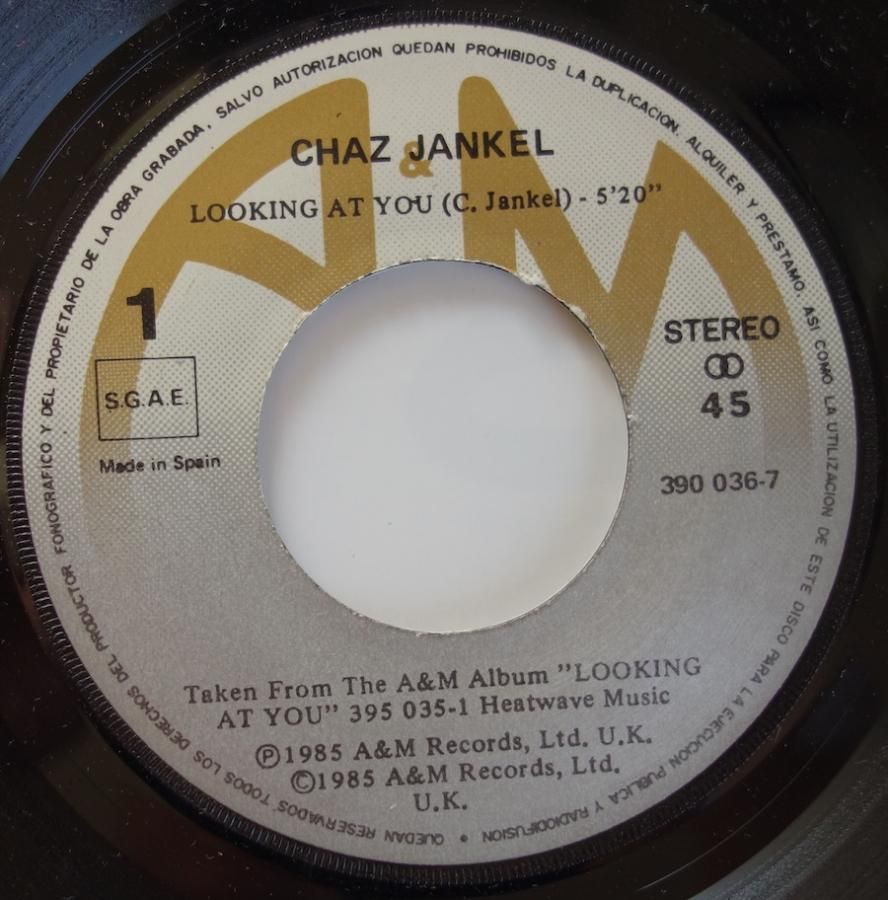 QUEDAN RESERVADOS TODOS LOS DERECHOS DEL PRODUCTOR FONOGRAFICO Y DEL PROPIETARIO DE LA OBRA GRABADA. SALVO AUTORIZACION QUEDAN PROHIBIDOS LA DUPLICACION. ALQUILER Y PRESTAMO. ASI COMO LA UTILIZACION DE ESTE DISCO PARA LA EJECUCION PUBLICA Y RADIODIFUSION •
A&M
CHAZ JANKEL
LOOKING AT YOU (C. Jankel) - 5'20"
1
S.G.A.E.
Made in Spain
STEREO
45
390 036-7
Taken From The A&M Album "LOOKING
AT YOU" 395 035-1 Heatwave Music
Ⓟ1985 A&M Records, Ltd. U.K.
©1985 A&M Records, Ltd.
U.K.